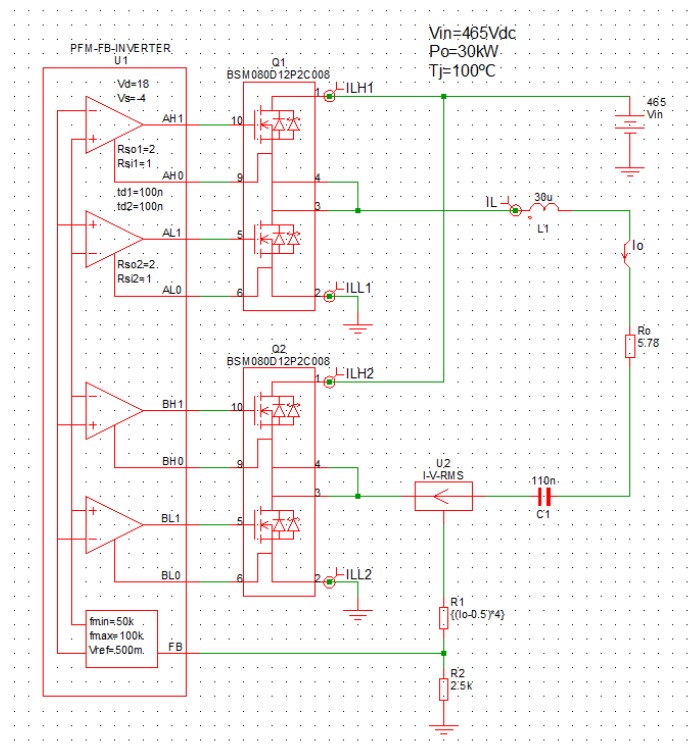 Vin=465Vdc
Po=30kW
Tj=100ºC
PFM-FB-INVERTER
U1
Q1
BSM080D12P2C008
Vd=18
Vs=-4
AH1
10
1
ILH1
465
Vin
Rso1=2
Rsi1=1
AH0
9
4
td1=100n
td2=100n
3
IL
30u
L1
AL1
5
Io
Rso2=2
Rsi2=1
AL0
6
2
ILL1
Ro
5.78
Q2
BSM080D12P2C008
1
ILH2
BH1
10
BH0
9
4
U2
I-V-RMS
3
110n
C1
BL1
5
BL0
6
2
ILL2
R1
{(Io-0.5)*4}
fmin=50k
fmax=100k
Vref=500m
FB
R2
2.5k